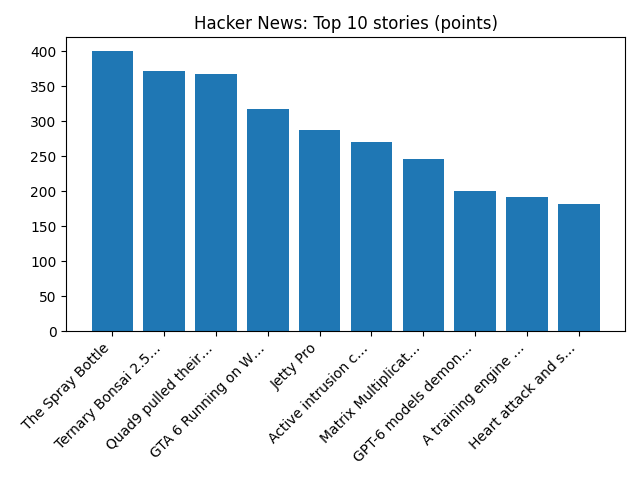 Hacker News: Top 10 stories (points)
400
350
300
250
200
150
100
50
0
The Spray Bottle
Ternary Bonsai 2.5...
Quad9 pulled their...
GTA 6 Running on W...
Jetty Pro
Active intrusion c...
Matrix Multiplicat...
GPT-6 models demon...
A training engine ...
Heart attack and s...